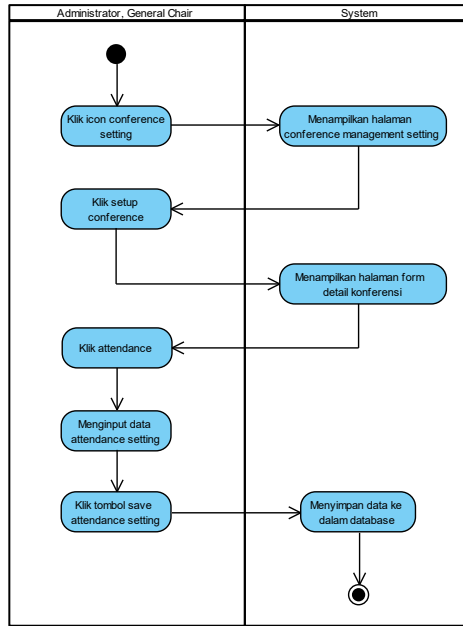 Administrator, General Chair
System
Klik icon conference
setting
Menampilkan halaman
conference management setting
Klik setup
conference
Menampilkan halaman form
detail konferensi
Klik attendance
Menginput data
attendance setting
Klik tombol save
attendance setting
Menyimpan data ke
dalam database